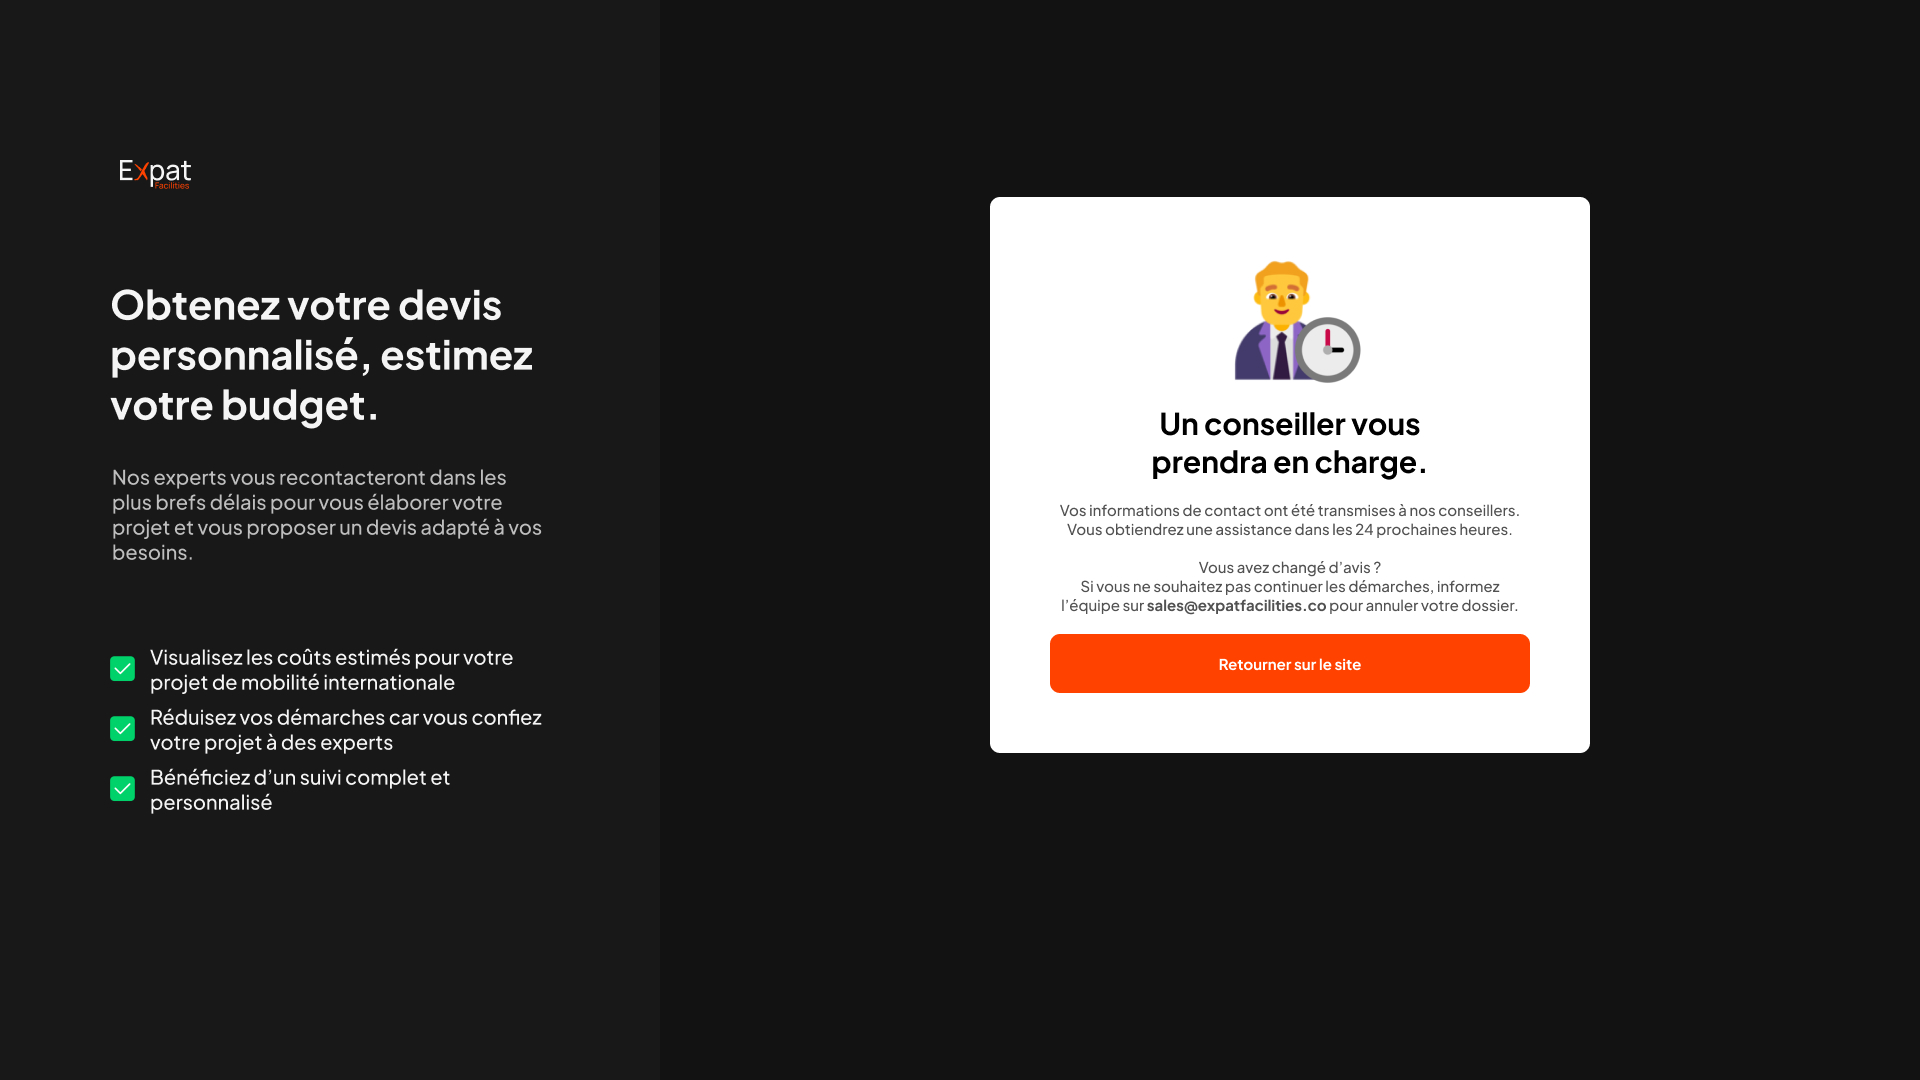 Expat
Facilities
Obtenez votre devis
personnalisé, estimez
votre budget.
Nos experts vous recontacteront dans les
plus brefs délais pour vous élaborer votre
projet et vous proposer un devis adapté à vos
besoins.
Visualisez les coûts estimés pour votre
projet de mobilité internationale
Réduisez vos démarches car vous confiez
votre projet à des experts
Bénéficiez d’un suivi complet et
personnalisé
Un conseiller vous
prendra en charge.
Vos informations de contact ont été transmises à nos conseillers.
Vous obtiendrez une assistance dans les 24 prochaines heures.
Vous avez changé d’avis ?
Si vous ne souhaitez pas continuer les démarches, informez
l’équipe sur sales@expatfacilities.co pour annuler votre dossier.
Retourner sur le site